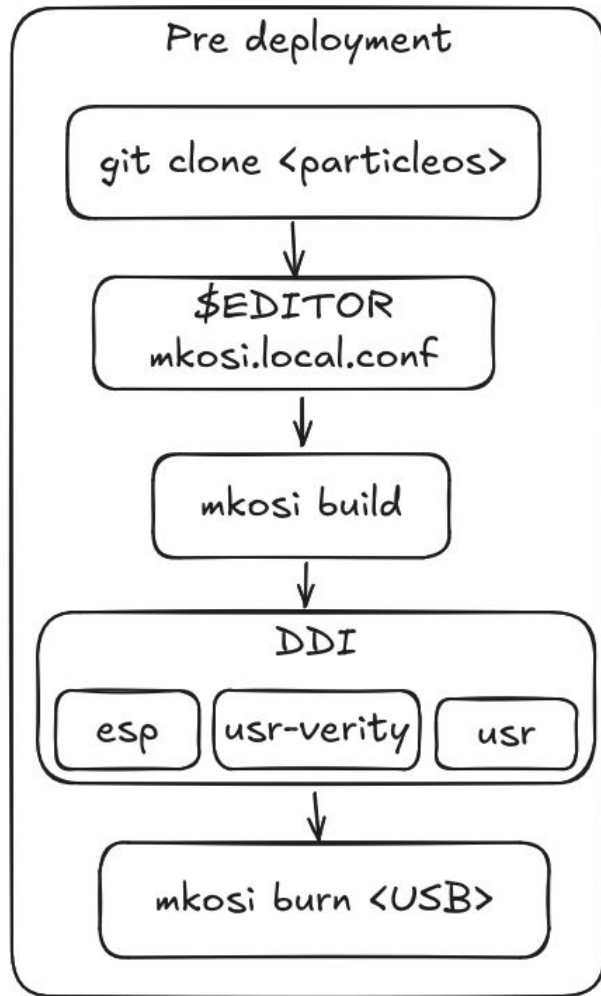 Pre deployment
git clone <particleos>
$EDITOR
mkosi.local.conf
mkosi build
DDI
esp usr-verity usr
mkosi burn <USB>